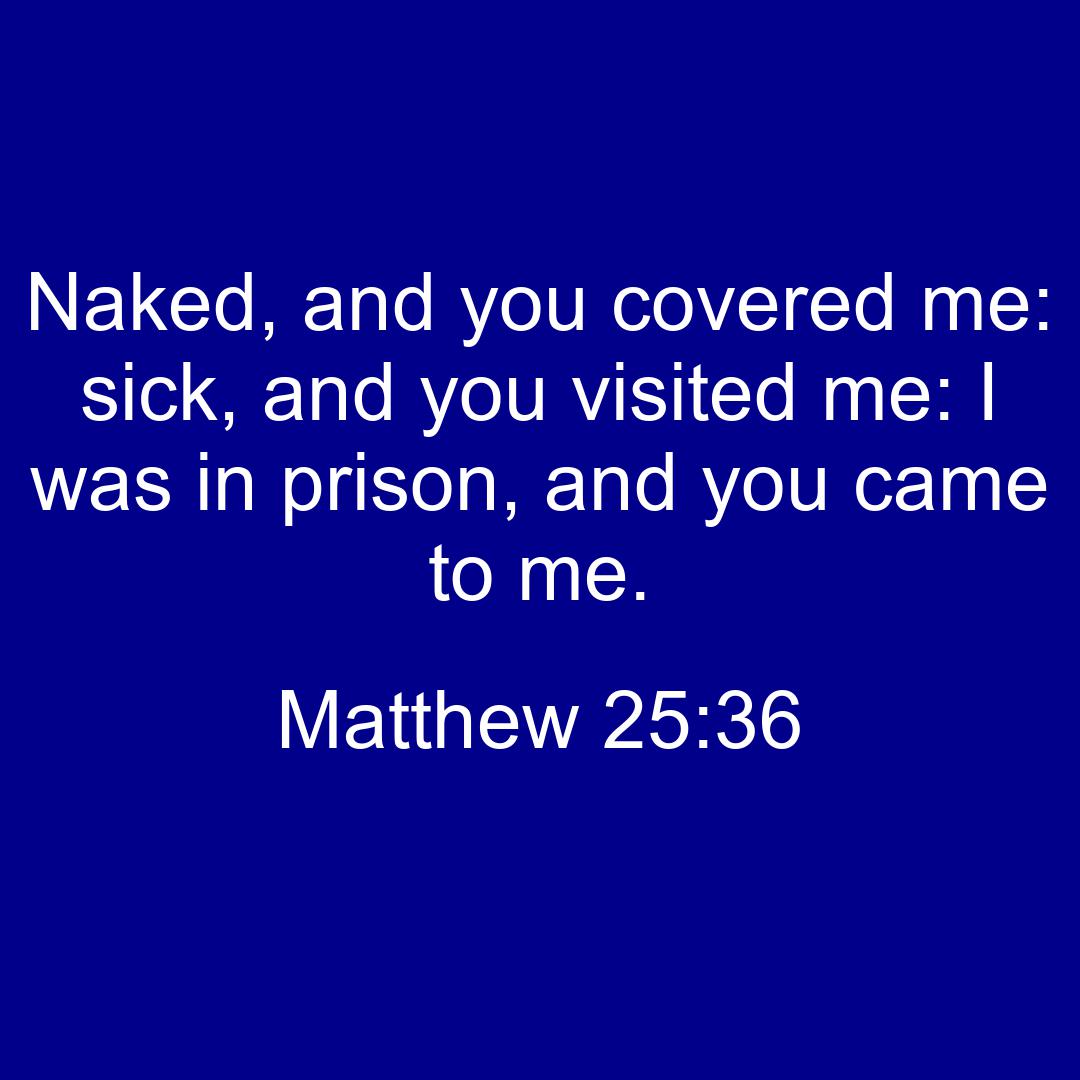 Naked, and you covered me:
sick, and you visited me: I
was in prison, and you came
to me.
Matthew 25:36